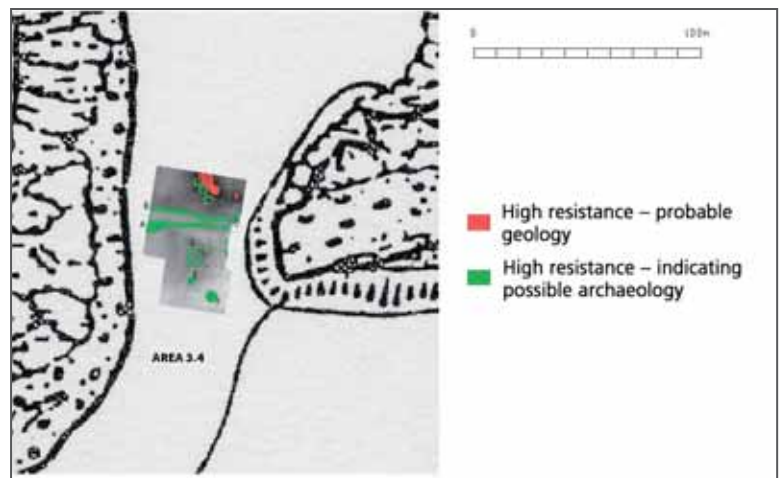 0 100m
High resistance – probable
geology
High resistance – indicating
possible archaeology
AREA 3.4